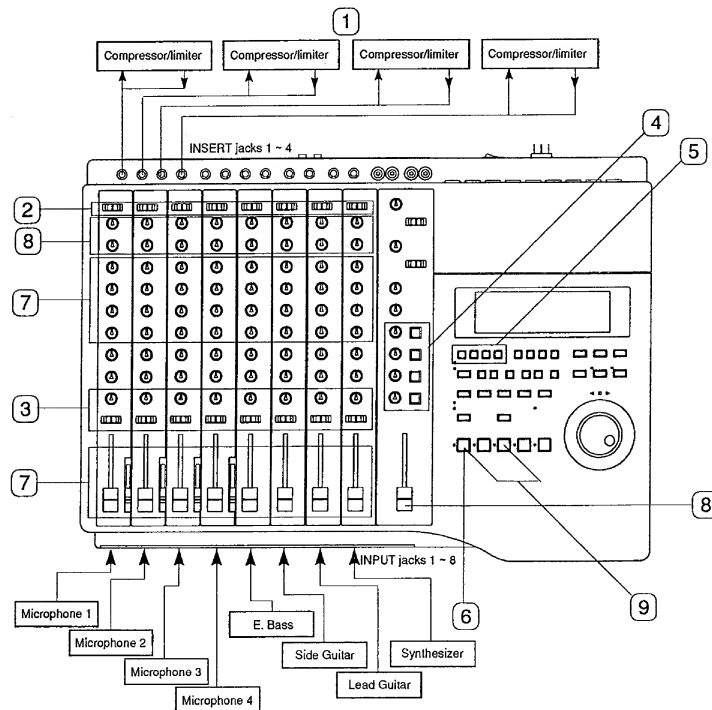 1
Compressor/limiter
Compressor/limiter
Compressor/limiter
Compressor/limiter
INSERT jacks 1 ~ 4
4
5
2
8
7
3
7
8
INPUT jacks 1 ~ 8
6
9
Microphone 1
Microphone 2
Microphone 3
Microphone 4
E. Bass
Side Guitar
Lead Guitar
Synthesizer